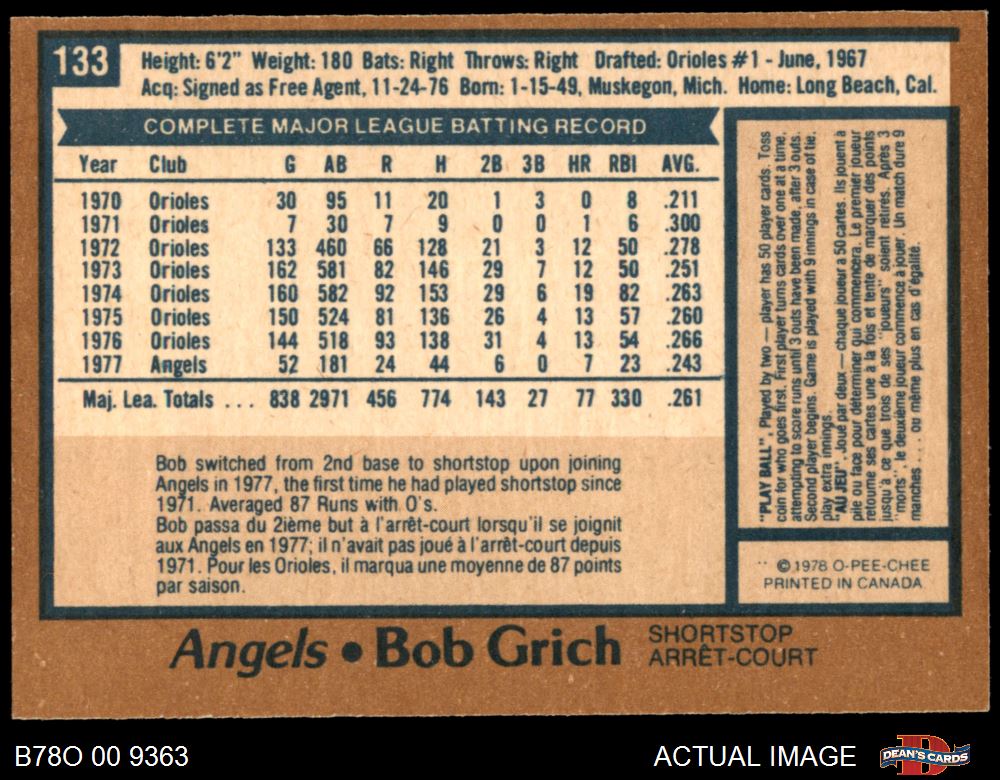 133
Height: 6'2" Weight: 180 Bats: Right Throws: Right Drafted: Orioles #1 - June, 1967
Acq: Signed as Free Agent, 11-24-76 Born: 1-15-49, Muskegon, Mich. Home: Long Beach, Cal.
COMPLETE MAJOR LEAGUE BATTING RECORD
Year Club G AB R H 2B 3B HR RBI AVG.
1970 Orioles 30 95 11 20 1 3 0 8 .211
1971 Orioles 7 30 7 9 0 0 1 6 .300
1972 Orioles 133 460 66 128 21 3 12 50 .278
1973 Orioles 162 581 82 146 29 7 12 50 .251
1974 Orioles 160 582 92 153 29 6 19 82 .263
1975 Orioles 150 524 81 136 26 4 13 57 .260
1976 Orioles 144 518 93 138 31 4 13 54 .266
1977 Angels 52 181 24 44 6 0 7 23 .243
Maj. Lea. Totals ... 838 2971 456 774 143 27 77 330 .261
Bob switched from 2nd base to shortstop upon joining
Angels in 1977, the first time he had played shortstop since
1971. Averaged 87 Runs with O's.
Bob passa du 2ième but à l'arrêt-court lorsqu'il se joignit
aux Angels en 1977; il n'avait pas joué à l'arrêt-court depuis
1971. Pour les Orioles, il marqua une moyenne de 87 points
par saison.
"PLAY BALL", Played by two — player has 50 player cards. Toss
coin for who goes first. First player turns cards over one at a time,
attempting to score runs until 3 outs have been made, after 3 outs.
Second player begins. Game is played with 9 innings in case of tie,
play extra innings.
"AU JEU", Joué par deux — chaque joueur a 50 cartes. Ils jouent à
pile ou face pour déterminer qui commencera. Le premier joueur
retourne ses cartes une à la fois et tente de marquer des points
jusqu'à ce que trois de ses "joueurs" soient retirés. Après 3
"morts", le deuxième joueur commence à jouer. Un match dure 9
manches ... ou même plus en cas d'égalité.
© 1978 O-PEE-CHEE
PRINTED IN CANADA
Angels • Bob Grich SHORTSTOP
ARRÊT-COURT
B78O 00 9363 ACTUAL IMAGE DEAN'S CARDS